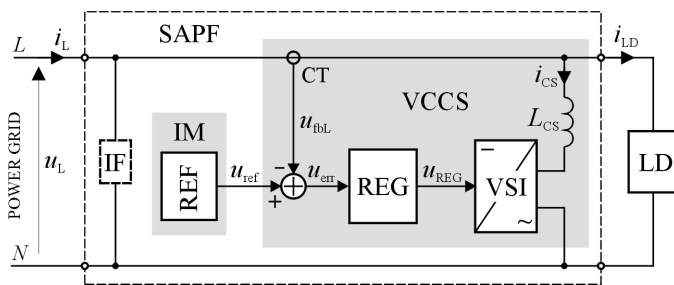 SAPF
L
i_L
i_LD
CT
i_CS
VCCS
L_CS
u_fbL
IM
POWER GRID
u_L
IF
REF
u_ref
-
+
+
u_err
REG
u_REG
-
VSI
~
LD
N